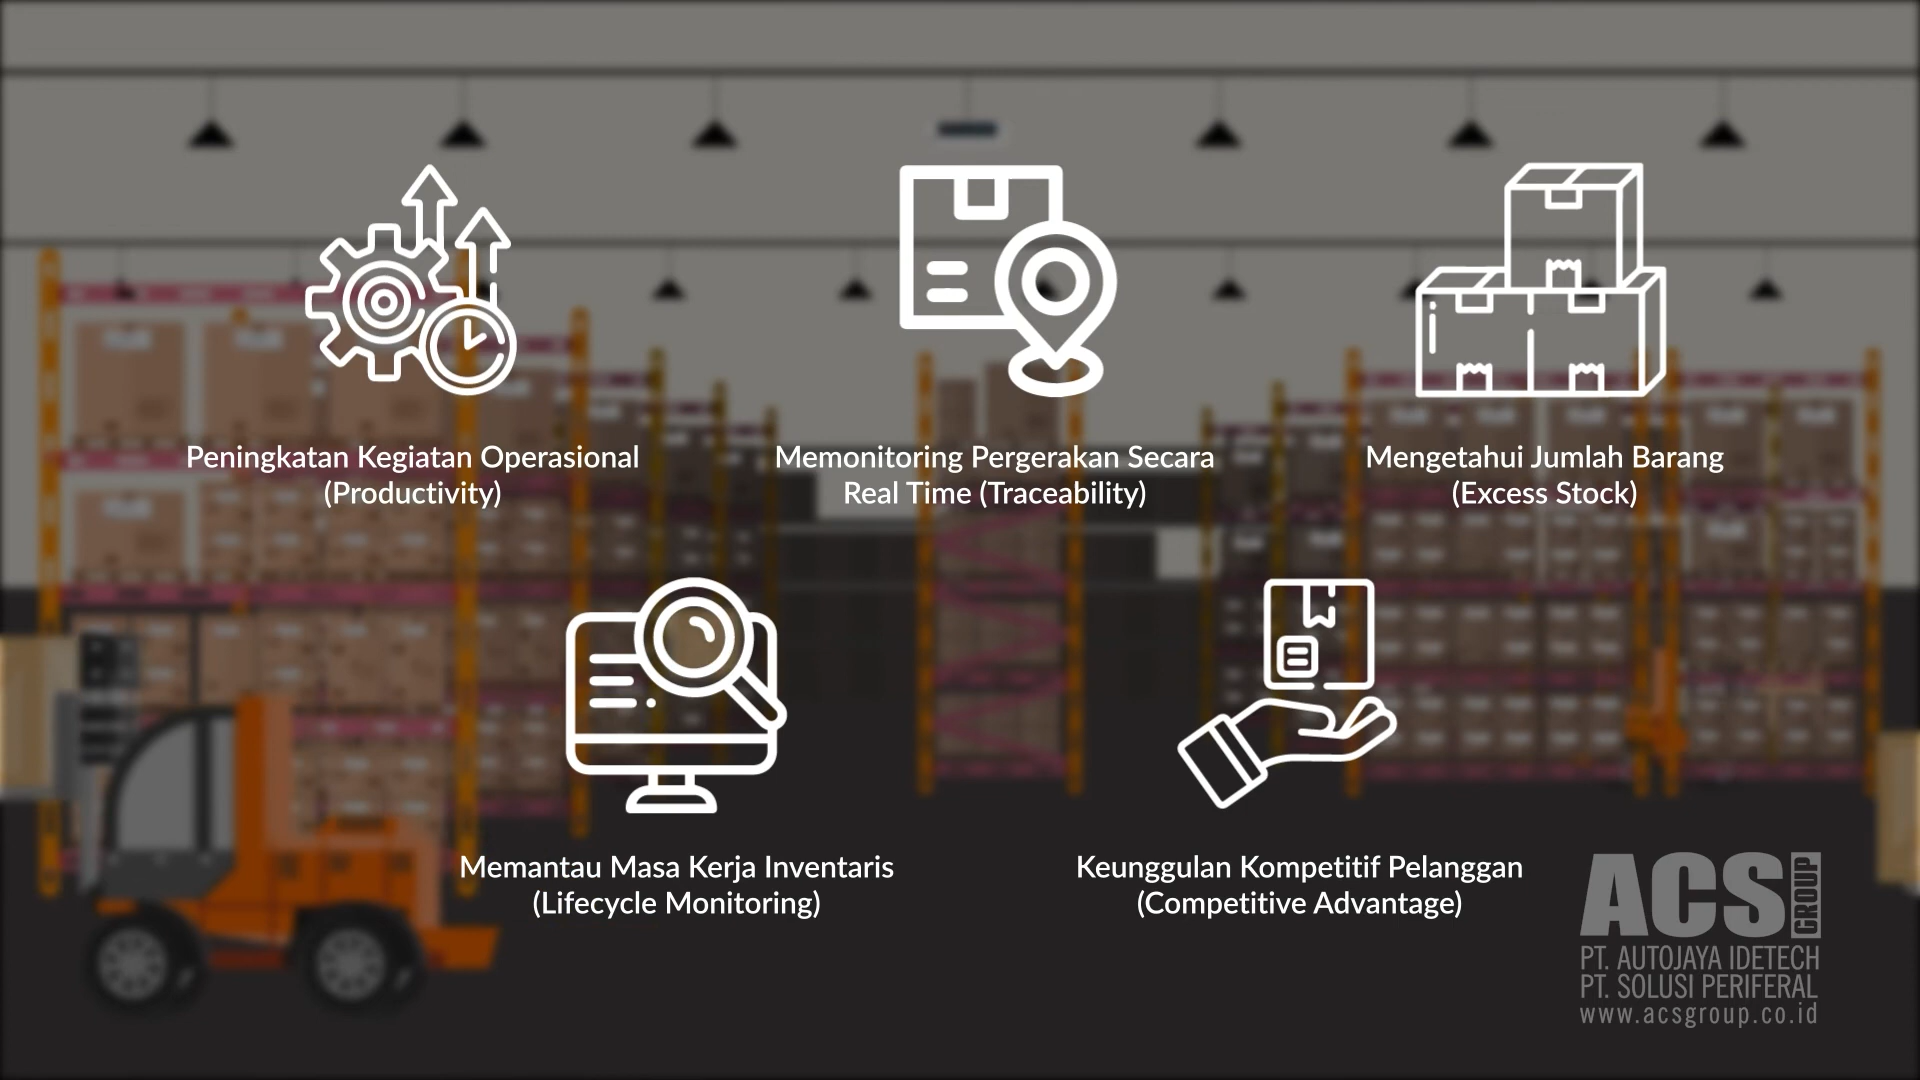 Peningkatan Kegiatan Operasional
(Productivity)
Memonitoring Pergerakan Secara
Real Time (Traceability)
Mengetahui Jumlah Barang
(Excess Stock)
Memantau Masa Kerja Inventaris
(Lifecycle Monitoring)
Keunggulan Kompetitif Pelanggan
(Competitive Advantage)
ACS GROUP
PT. AUTOJAYA IDETECH
PT. SOLUSI PERIFERAL
www.acsgroup.co.id